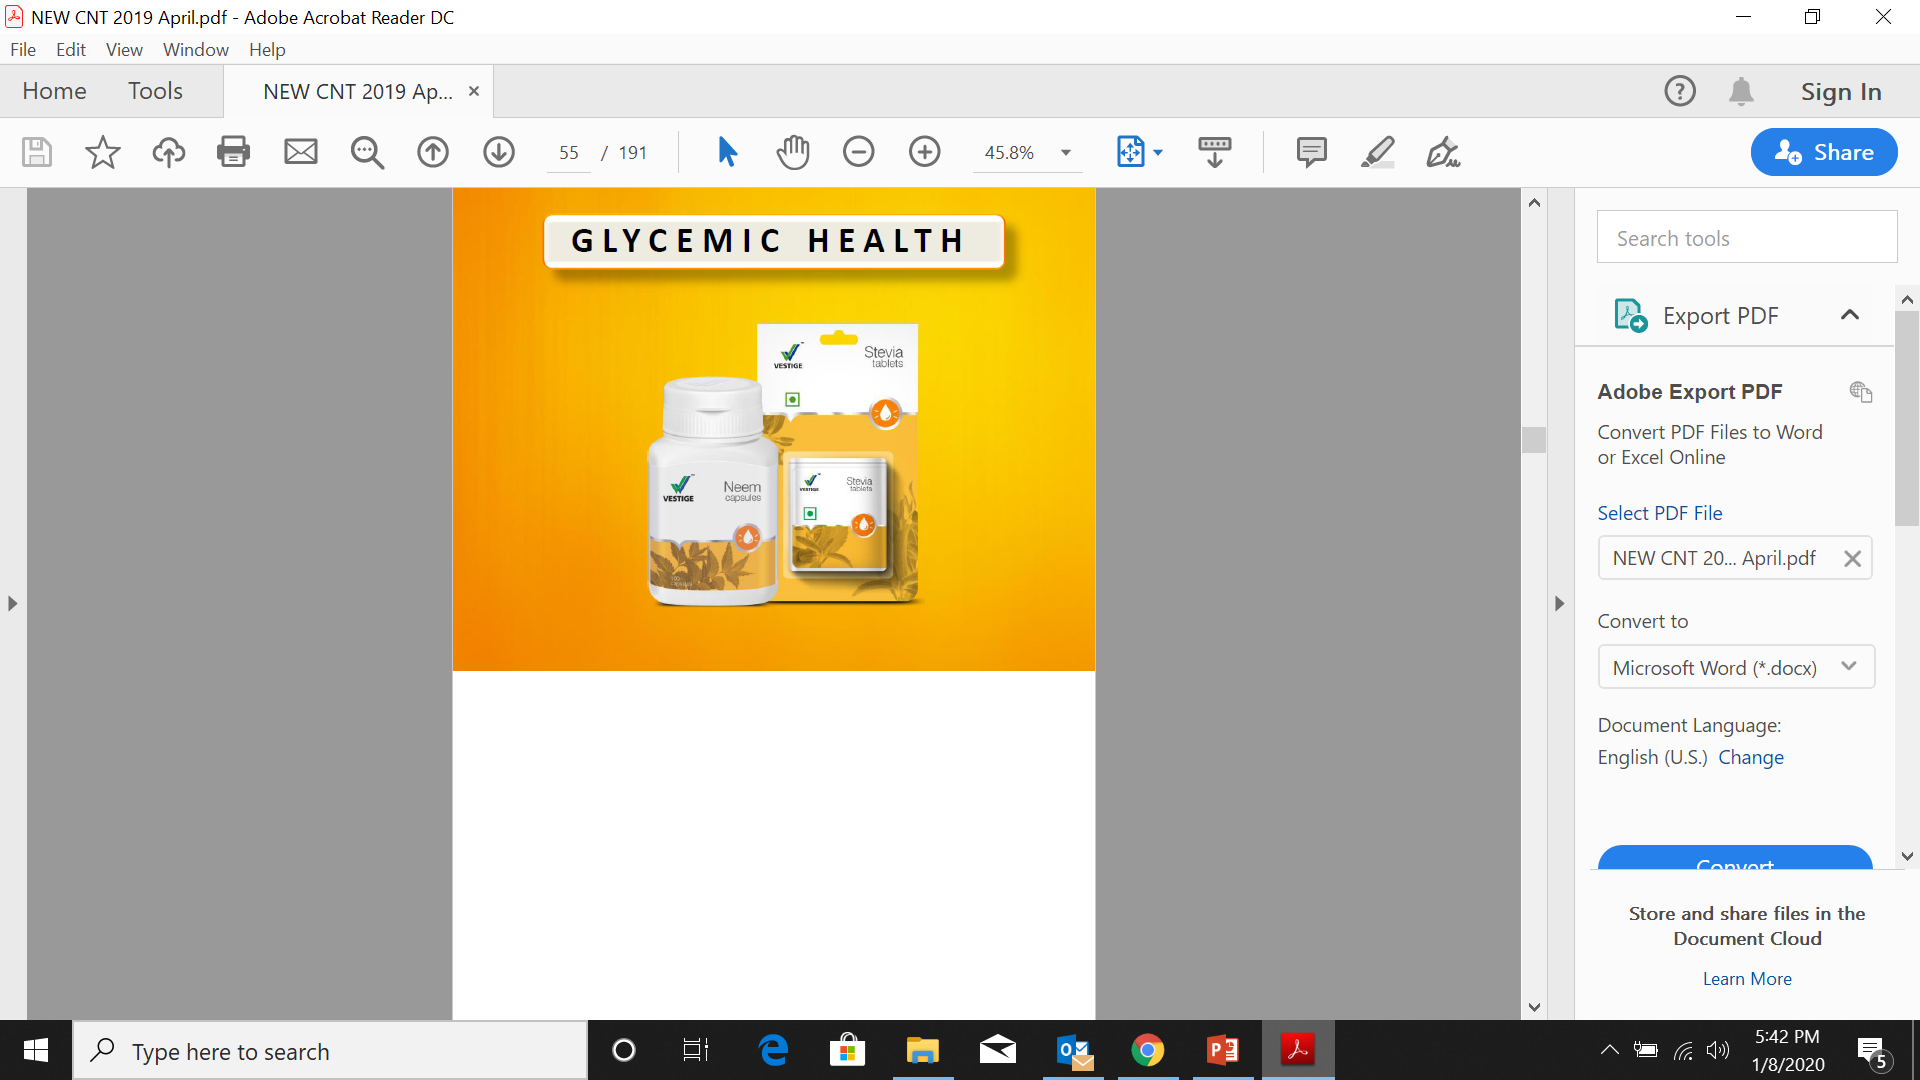 NEW CNT 2019 April.pdf - Adobe Acrobat Reader DC
File Edit View Window Help
Home Tools NEW CNT 2019 Ap... ×
Sign In
55 / 191
45.8%
Share
GLYCEMIC HEALTH
VESTIGE
Stevia
tablets
VESTIGE
Neem
capsules
VESTIGE
Stevia
tablets
Search tools
Export PDF
Adobe Export PDF
Convert PDF Files to Word
or Excel Online
Select PDF File
NEW CNT 20... April.pdf
Convert to
Microsoft Word (*.docx)
Document Language:
English (U.S.) Change
Convert
Store and share files in the
Document Cloud
Learn More
Type here to search
5:42 PM
1/8/2020
5